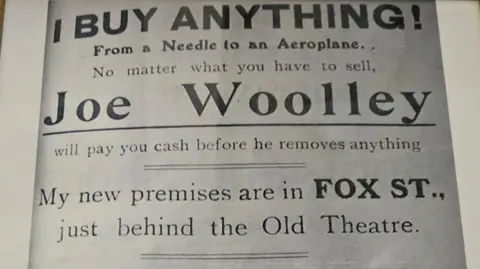 I BUY ANYTHING!
From a Needle to an Aeroplane. .
No matter what you have to sell,
Joe Woolley
will pay you cash before he removes anything
My new premises are in FOX ST.,
just behind the Old Theatre.